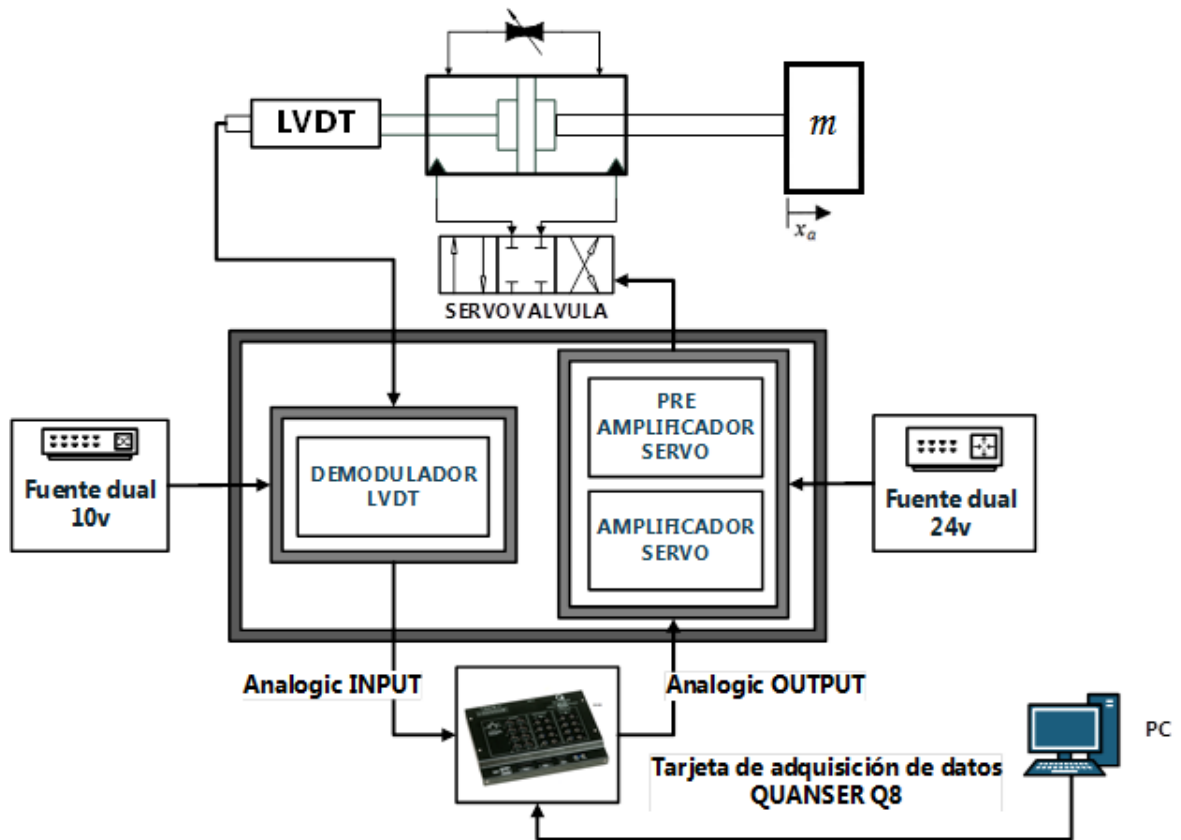 LVDT
m
xₐ
SERVOVALVULA
PRE
AMPLIFICADOR
SERVO
DEMODULADOR
LVDT
AMPLIFICADOR
SERVO
Fuente dual
10v
Fuente dual
24v
Analogic INPUT
Analogic OUTPUT
Tarjeta de adquisición de datos
QUANSER Q8
PC